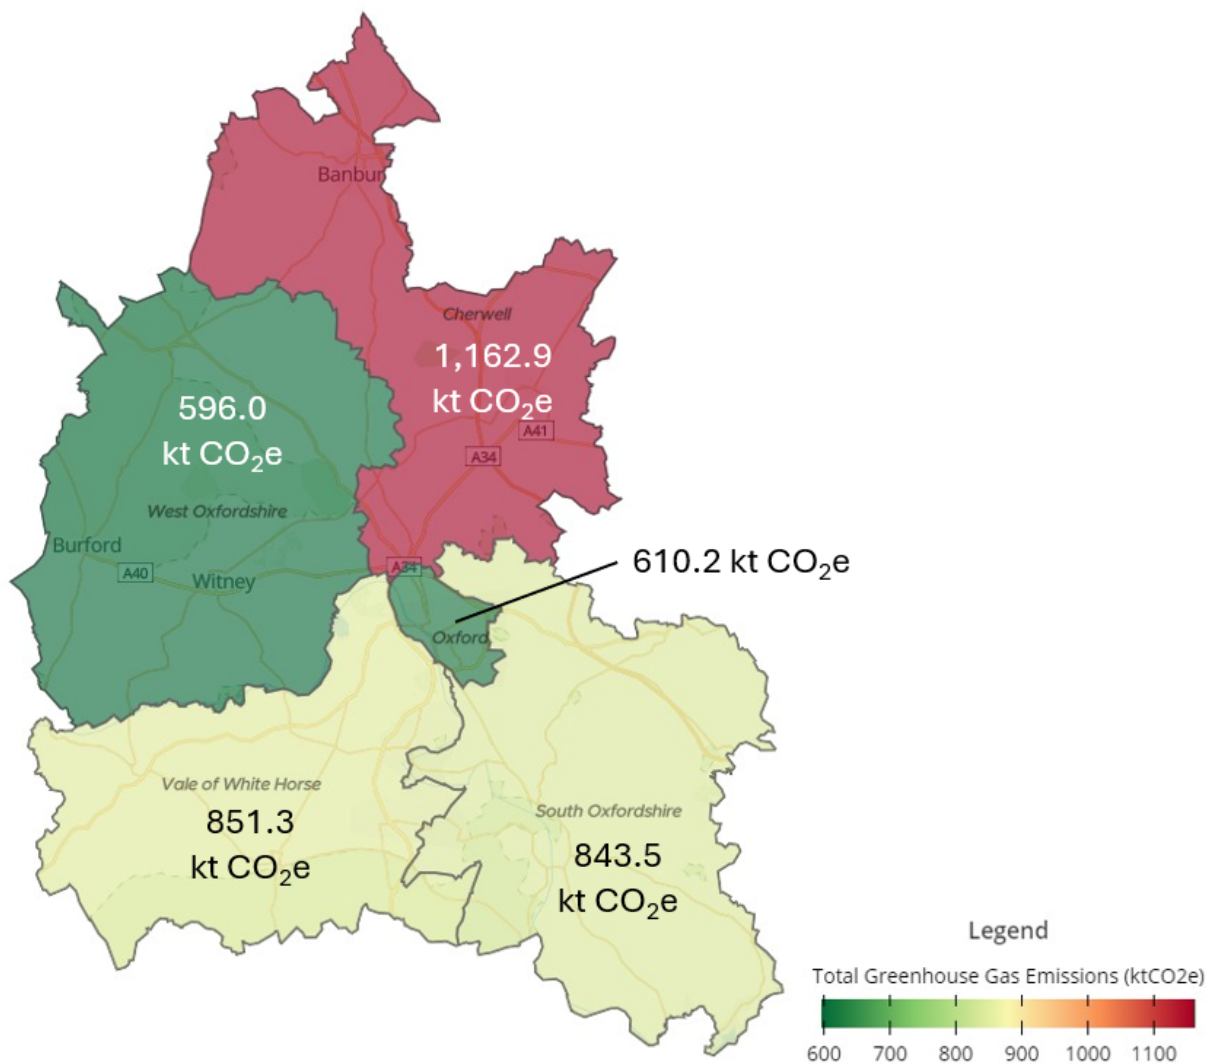 Banbur
Cherwell
1,162.9
kt CO₂e
A41
A34
596.0
kt CO₂e
West Oxfordshire
Burford
A40
Witney
A34
610.2 kt CO₂e
Oxford
Vale of White Horse
851.3
kt CO₂e
South Oxfordshire
843.5
kt CO₂e
Legend
Total Greenhouse Gas Emissions (ktCO2e)
600 700 800 900 1000 1100